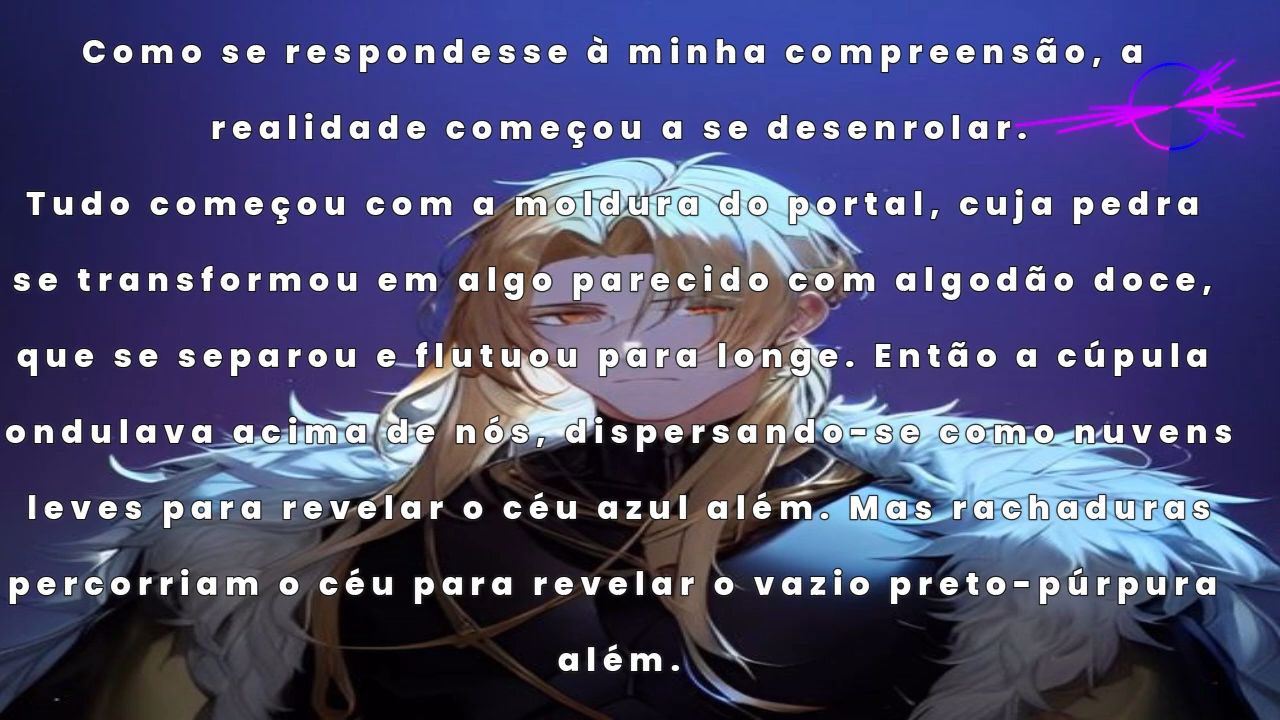 Como se respondesse à minha compreensão, a
realidade começou a se desenrolar.
Tudo começou com a moldura do portal, cuja pedra
se transformou em algo parecido com algodão doce,
que se separou e flutuou para longe. Então a cúpula
ondulava acima de nós, dispersando-se como nuvens
leves para revelar o céu azul além. Mas rachaduras
percorriam o céu para revelar o vazio preto-púrpura
além.